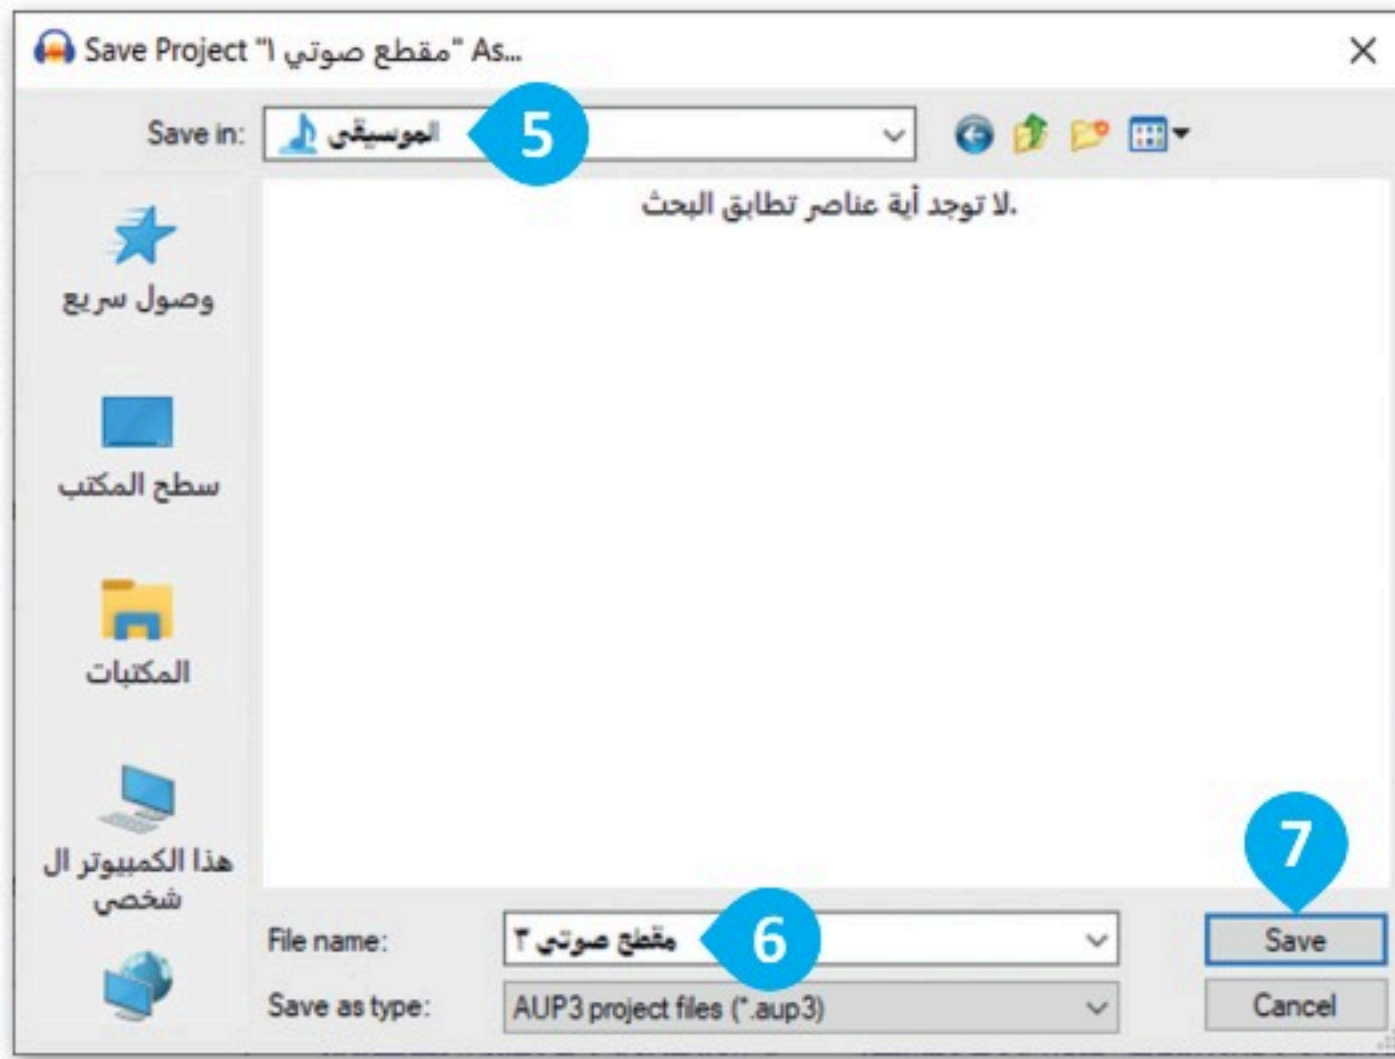 Save Project "مقطع صوتي ١" As...
Save in: الموسيقى 5
لا توجد أية عناصر تطابق البحث.
وصول سريع
سطح المكتب
المكتبات
هذا الكمبيوتر ال
شخصي
7
File name: مقطع صوتي ٣ 6 Save
Save as type: AUP3 project files (*.aup3) Cancel